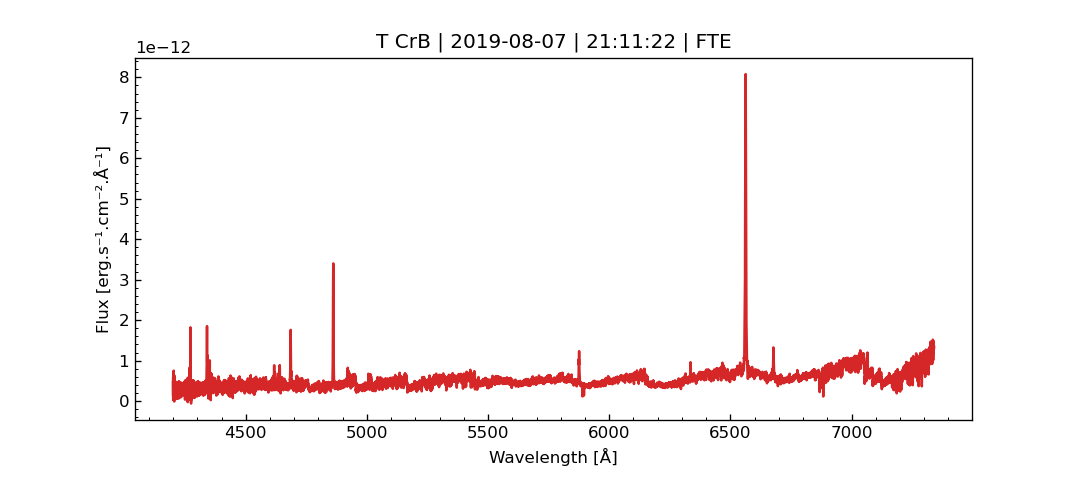 T CrB | 2019-08-07 | 21:11:22 | FTE
1e−12
8
7
6
5
4
3
2
1
0
Flux [erg.s⁻¹.cm⁻².Å⁻¹]
4500 5000 5500 6000 6500 7000
Wavelength [Å]